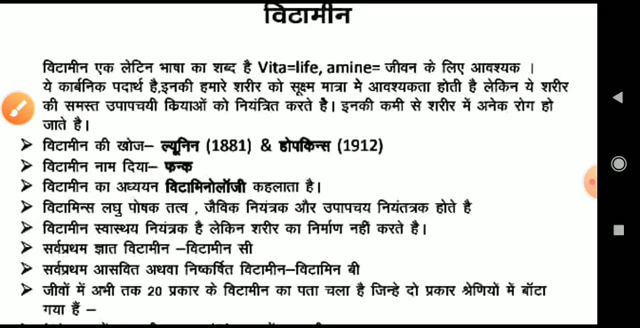 विटामीन
विटामीन एक लेटिन भाषा का शब्द है Vita=life, amine= जीवन के लिए आवश्यक ।
ये कार्बनिक पदार्थ है,इनकी हमारे शरीर को सूक्ष्म मात्रा मे आवश्यकता होती है लेकिन ये शरीर
की समस्त उपापचयी कियाओं को नियंत्रित करते है। इनकी कमी से शरीर में अनेक रोग हो
जाते है।
➤ विटामीन की खोज– ल्यूनिन (1881) & होपकिन्स (1912)
➤ विटामीन नाम दिया– फन्क
➤ विटामीन का अध्ययन विटामिनोलॉजी कहलाता है।
➤ विटामिन्स लघु पोषक तत्व , जैविक नियंत्रक और उपापचय नियंतत्रक होते है
➤ विटामीन स्वास्थय नियंत्रक है लेकिन शरीर का निर्माण नही करते है।
➤ सर्वप्रथम ज्ञात विटामीन –विटामीन सी
➤ सर्वप्रथम आसवित अथवा निष्कर्षित विटामीन–विटामिन बी
➤ जीवों में अभी तक 20 प्रकार के विटामीन का पता चला है जिन्हे दो प्रकार श्रेणियों में बॉटा
गया हैं –